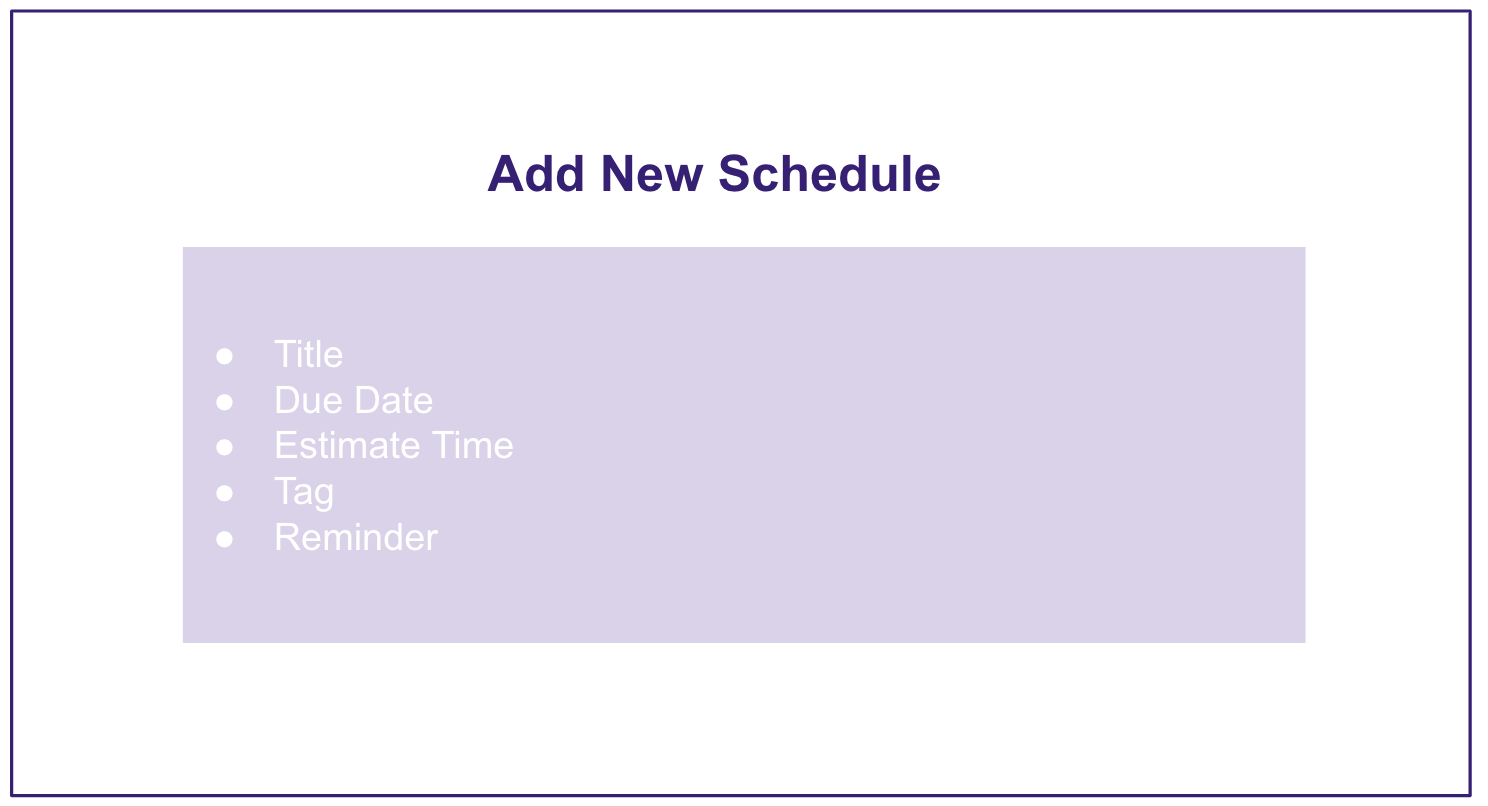 Add New Schedule
● Title
● Due Date
● Estimate Time
● Tag
● Reminder